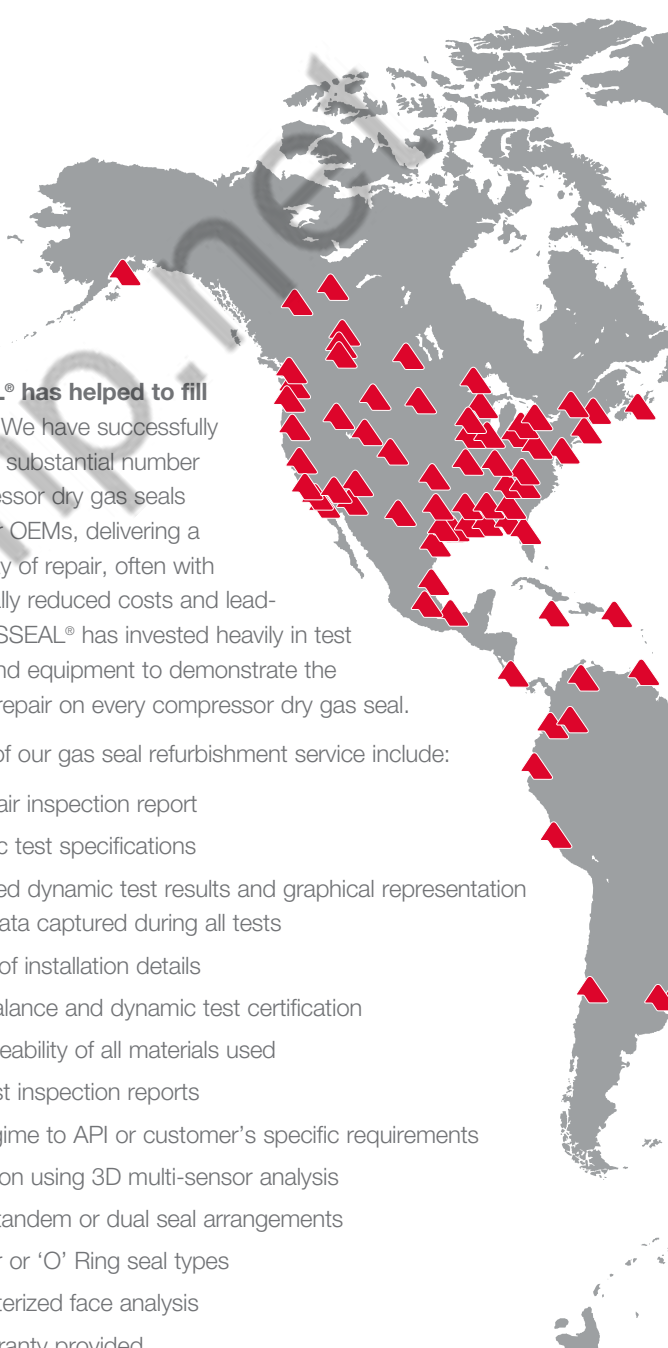 L® has helped to fill
We have successfully
substantial number
essor dry gas seals
r OEMs, delivering a
y of repair, often with
ally reduced costs and lead-
SSEAL® has invested heavily in test
nd equipment to demonstrate the
repair on every compressor dry gas seal.
of our gas seal refurbishment service include:
air inspection report
c test specifications
ed dynamic test results and graphical representation
ata captured during all tests
of installation details
alance and dynamic test certification
eability of all materials used
st inspection reports
gime to API or customer's specific requirements
on using 3D multi-sensor analysis
tandem or dual seal arrangements
r or 'O' Ring seal types
terized face analysis
ranty provided